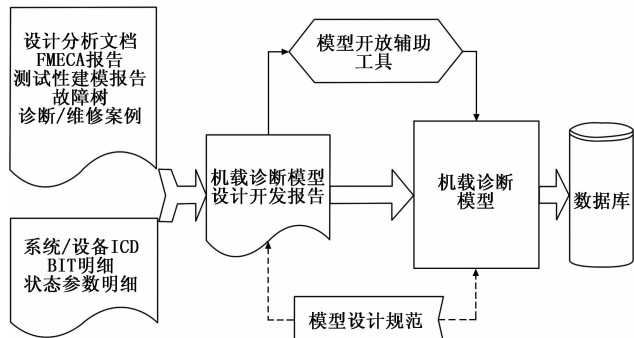 设计分析文档
FMECA报告
测试性建模报告
故障树
诊断/维修案例
系统/设备ICD
BIT明细
状态参数明细
机载诊断模型
设计开发报告
模型开放辅助
工具
机载诊断
模型
数据库
模型设计规范